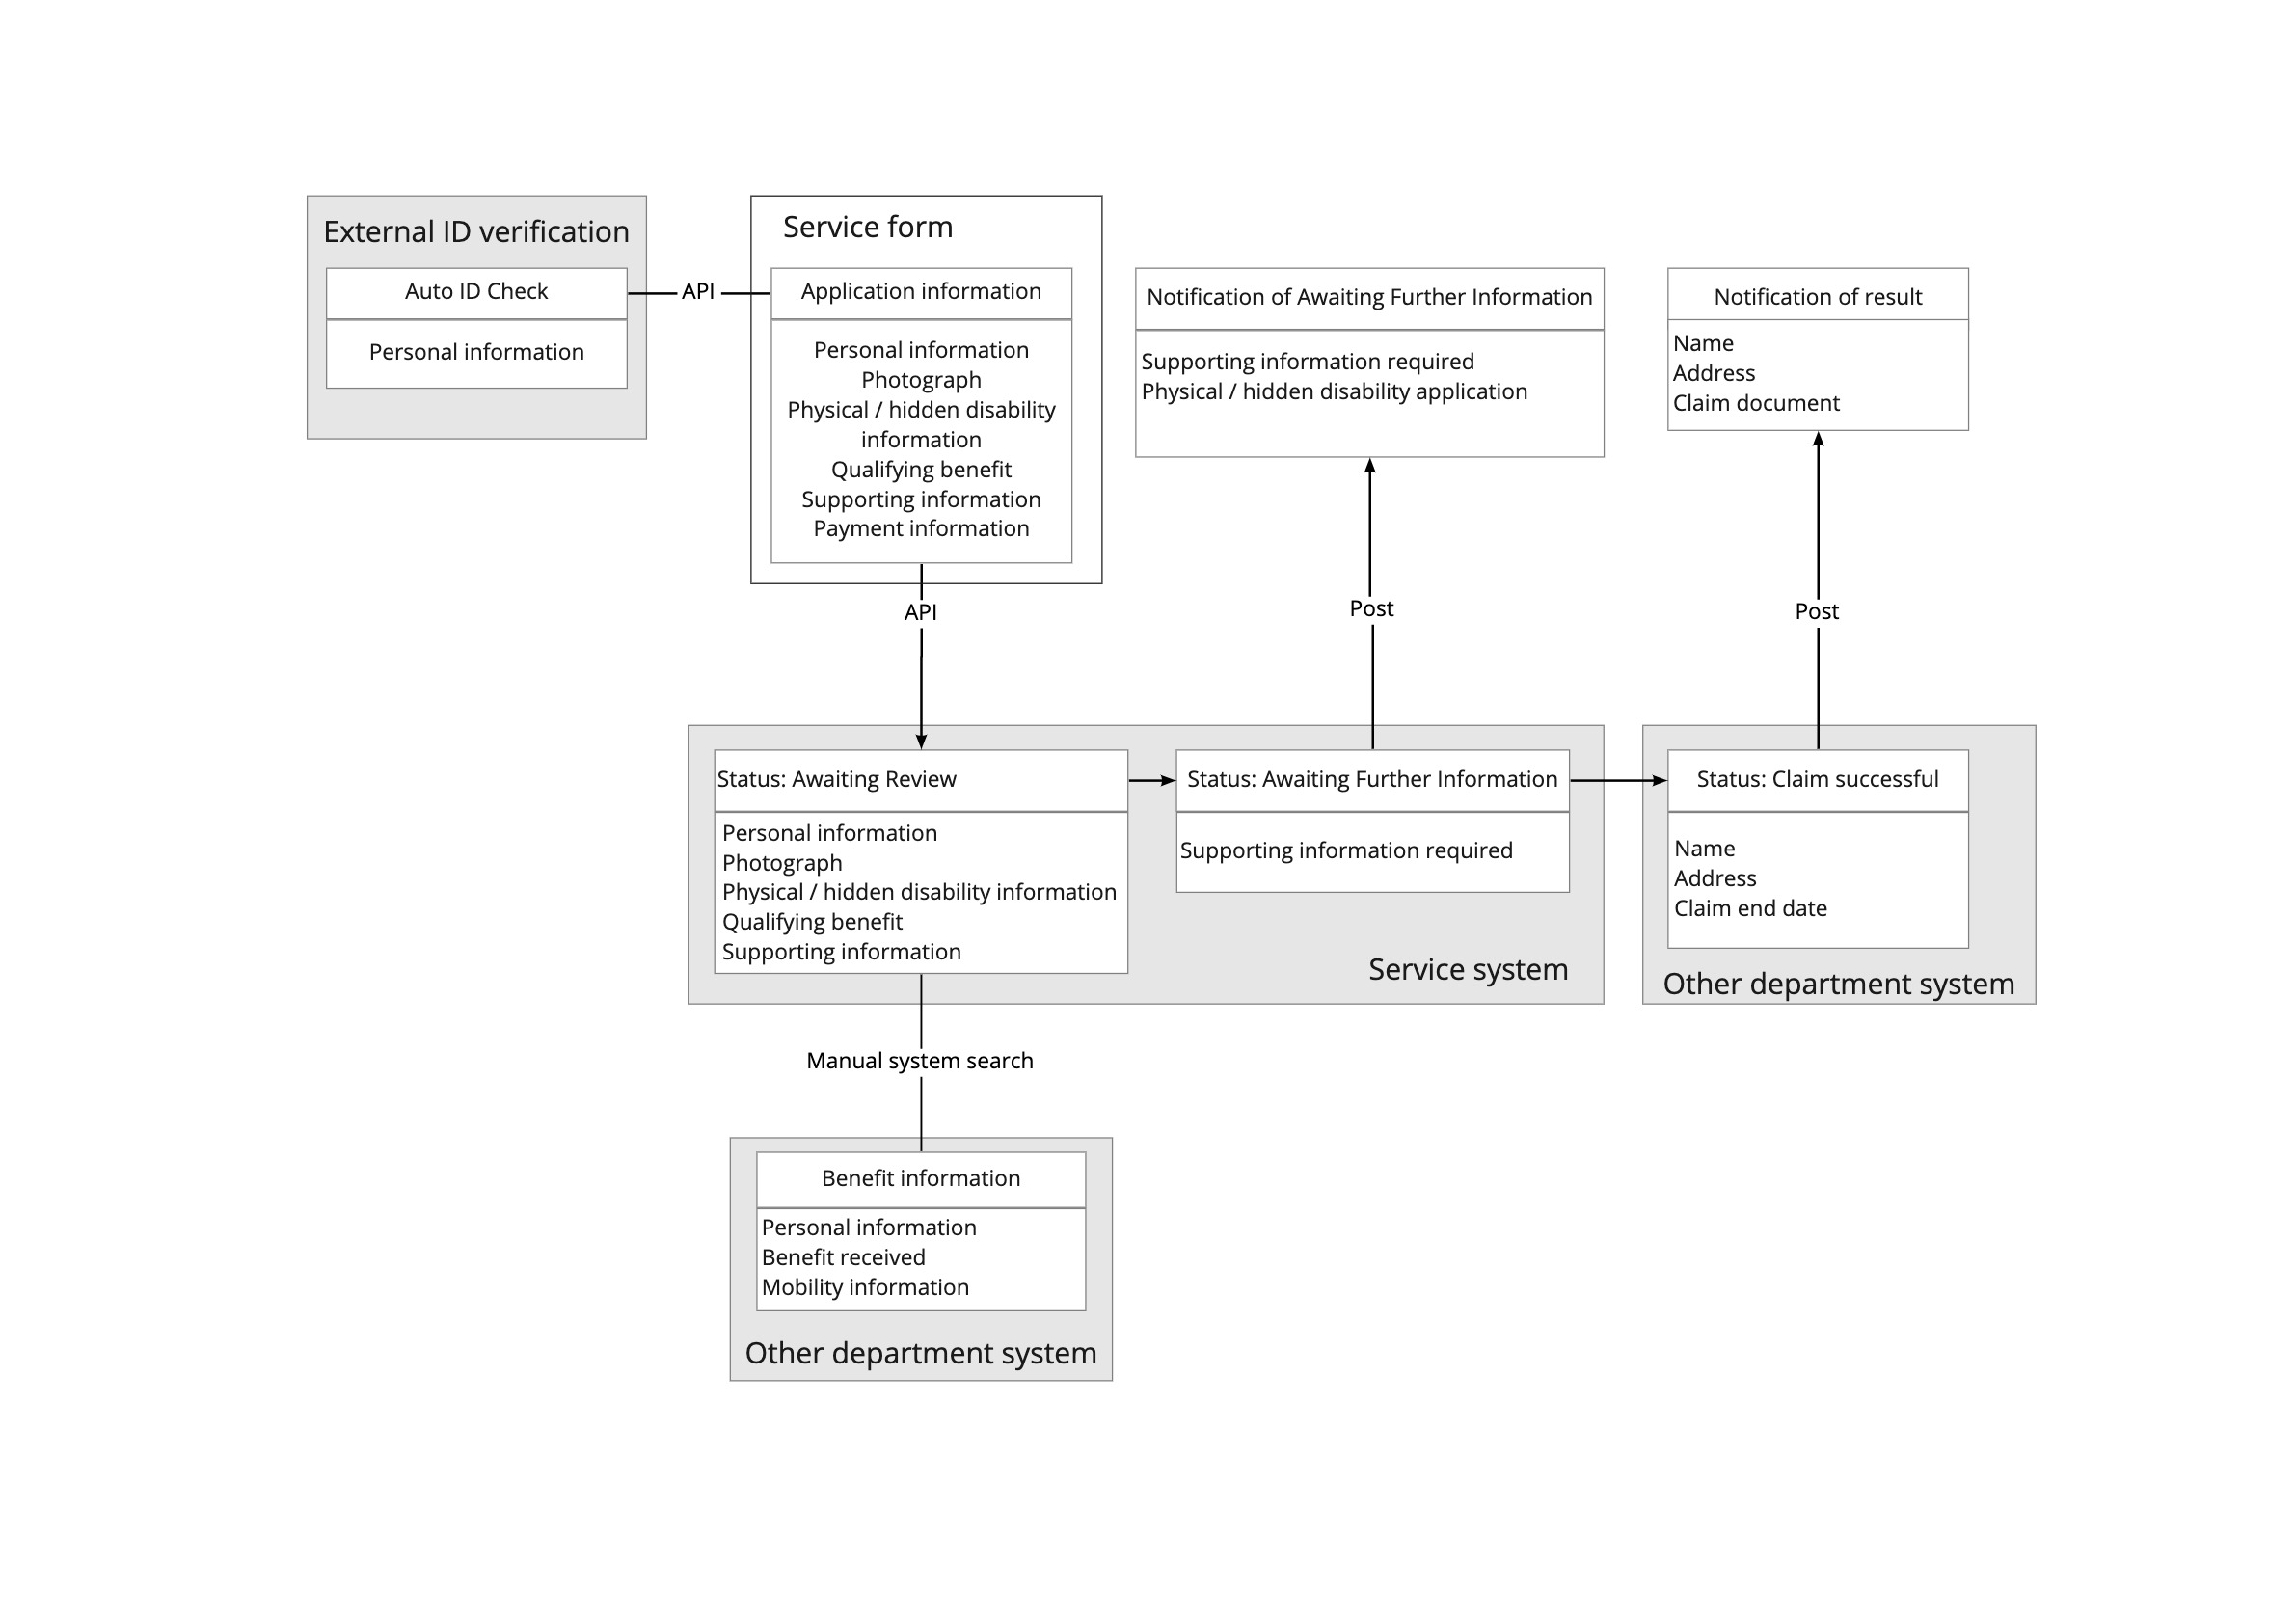 External ID verification
Auto ID Check
Personal information
API
Service form
Application information
Personal information
Photograph
Physical / hidden disability
information
Qualifying benefit
Supporting information
Payment information
Notification of Awaiting Further Information
Supporting information required
Physical / hidden disability application
Notification of result
Name
Address
Claim document
API
Post
Post
Status: Awaiting Review
Personal information
Photograph
Physical / hidden disability information
Qualifying benefit
Supporting information
Status: Awaiting Further Information
Supporting information required
Service system
Status: Claim successful
Name
Address
Claim end date
Other department system
Manual system search
Benefit information
Personal information
Benefit received
Mobility information
Other department system